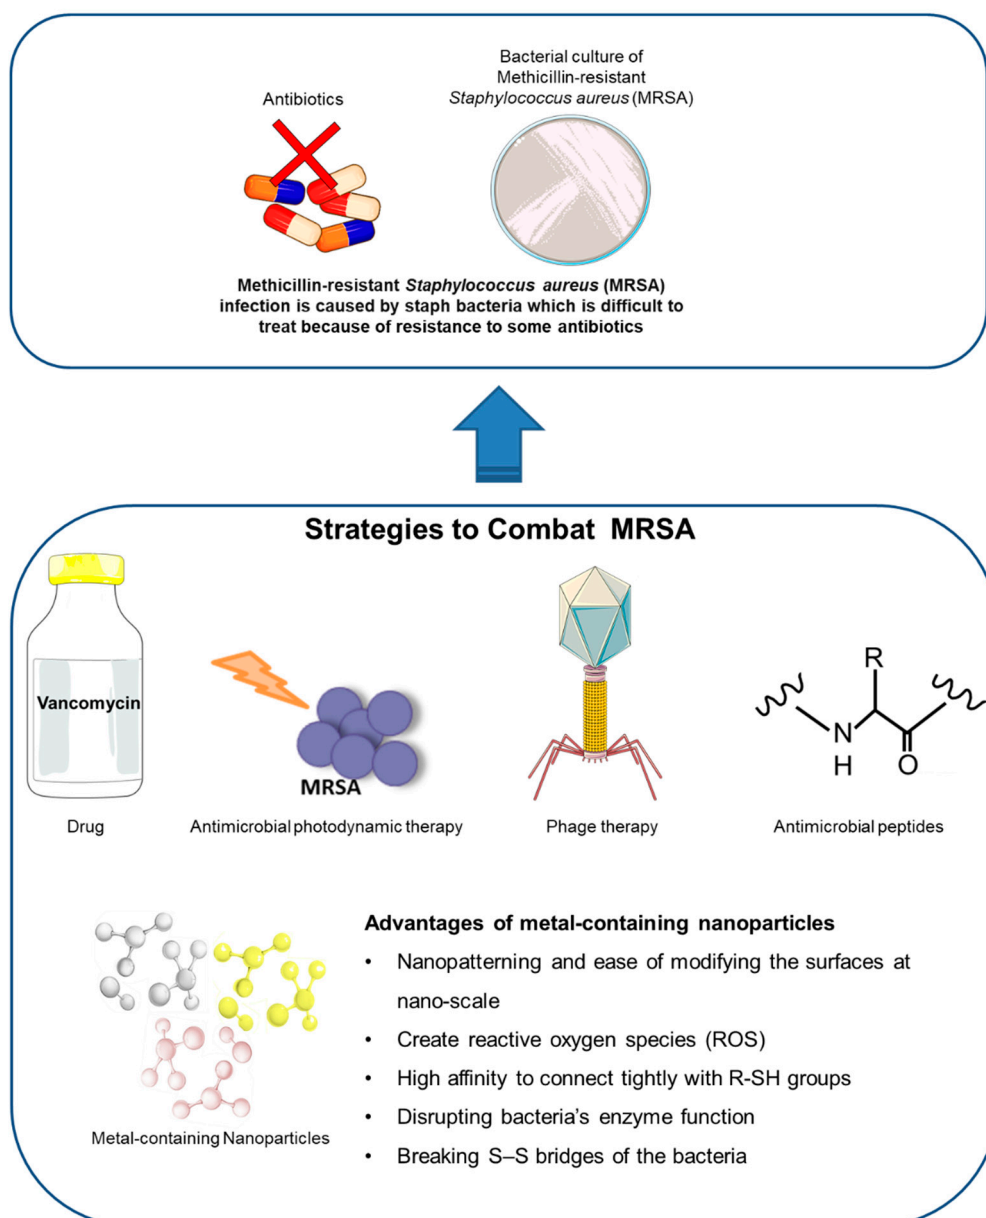 Antibiotics
Bacterial culture of
Methicillin-resistant
Staphylococcus aureus (MRSA)
Methicillin-resistant Staphylococcus aureus (MRSA)
infection is caused by staph bacteria which is difficult to
treat because of resistance to some antibiotics
Strategies to Combat MRSA
Vancomycin
MRSA
R
N
H
O
Drug
Antimicrobial photodynamic therapy
Phage therapy
Antimicrobial peptides
Advantages of metal-containing nanoparticles
• Nanopatterning and ease of modifying the surfaces at
nano-scale
• Create reactive oxygen species (ROS)
• High affinity to connect tightly with R-SH groups
• Disrupting bacteria's enzyme function
• Breaking S–S bridges of the bacteria
Metal-containing Nanoparticles